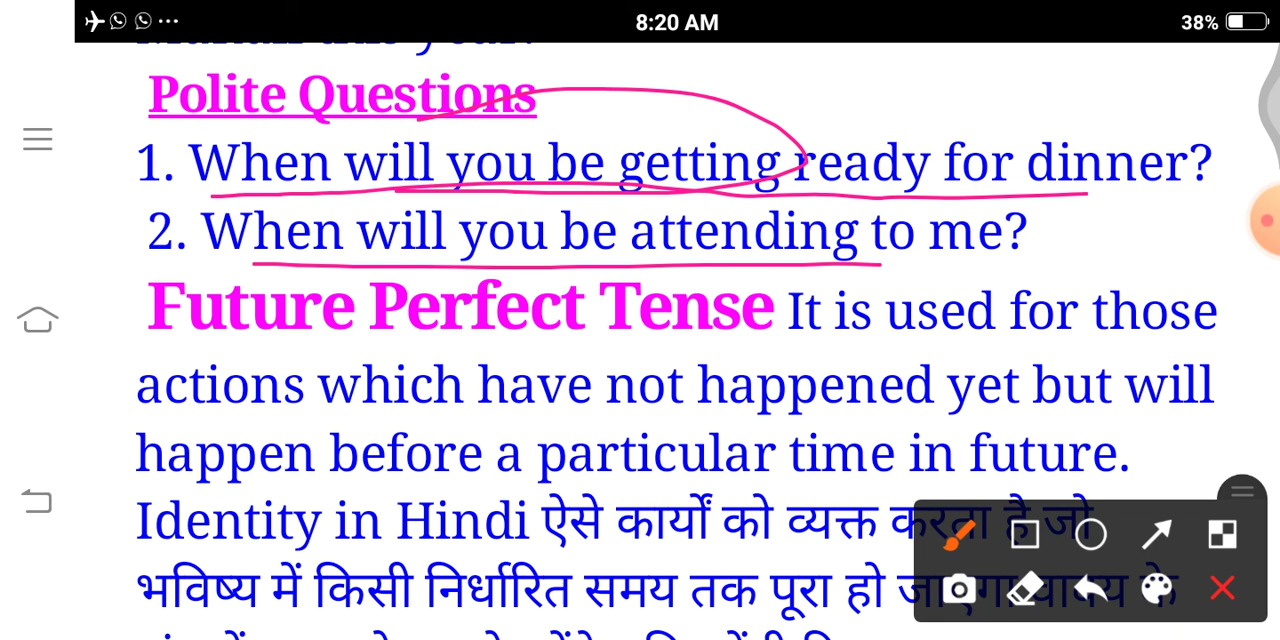 8:20 AM
38%
Polite Questions
1. When will you be getting ready for dinner?
2. When will you be attending to me?
Future Perfect Tense It is used for those
actions which have not happened yet but will
happen before a particular time in future.
Identity in Hindi ऐसे कार्यों को व्यक्त करता है जो
भविष्य में किसी निर्धारित समय तक पूरा हो के